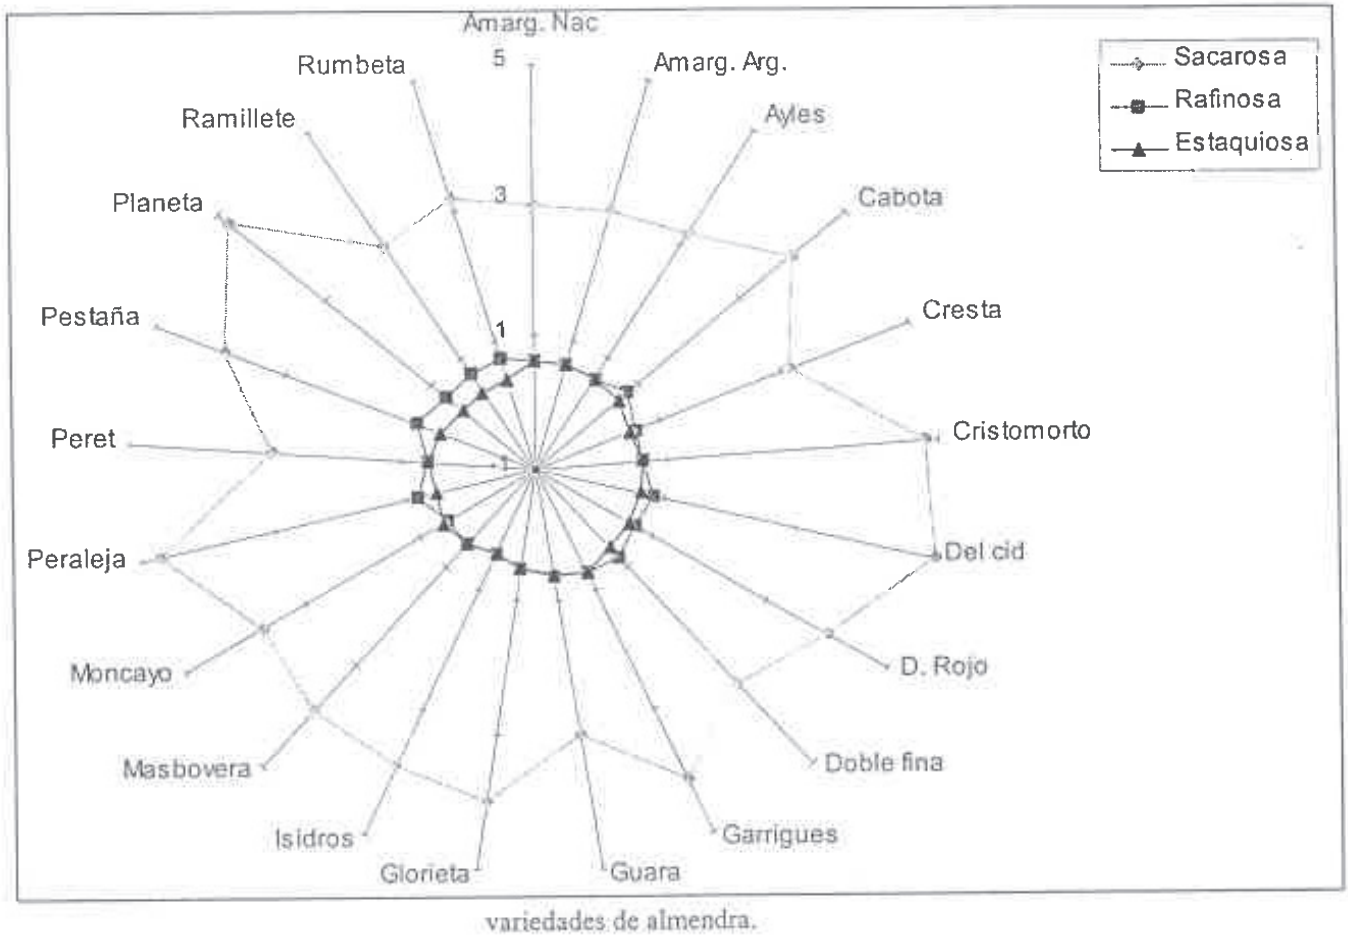 Amarg. Nac
5
Amarg. Arg.
Rumbeta
Ayles
Ramillete
Cabota
Planeta
3
Cresta
Pestaña
1
Cristomorto
Peret
-1
Del cid
Peraleja
D. Rojo
Moncayo
Doble fina
Masbovera
Garrigues
Isidros
Guara
Glorieta
Sacarosa
Rafinosa
Estaquiosa
variedades de almendra.